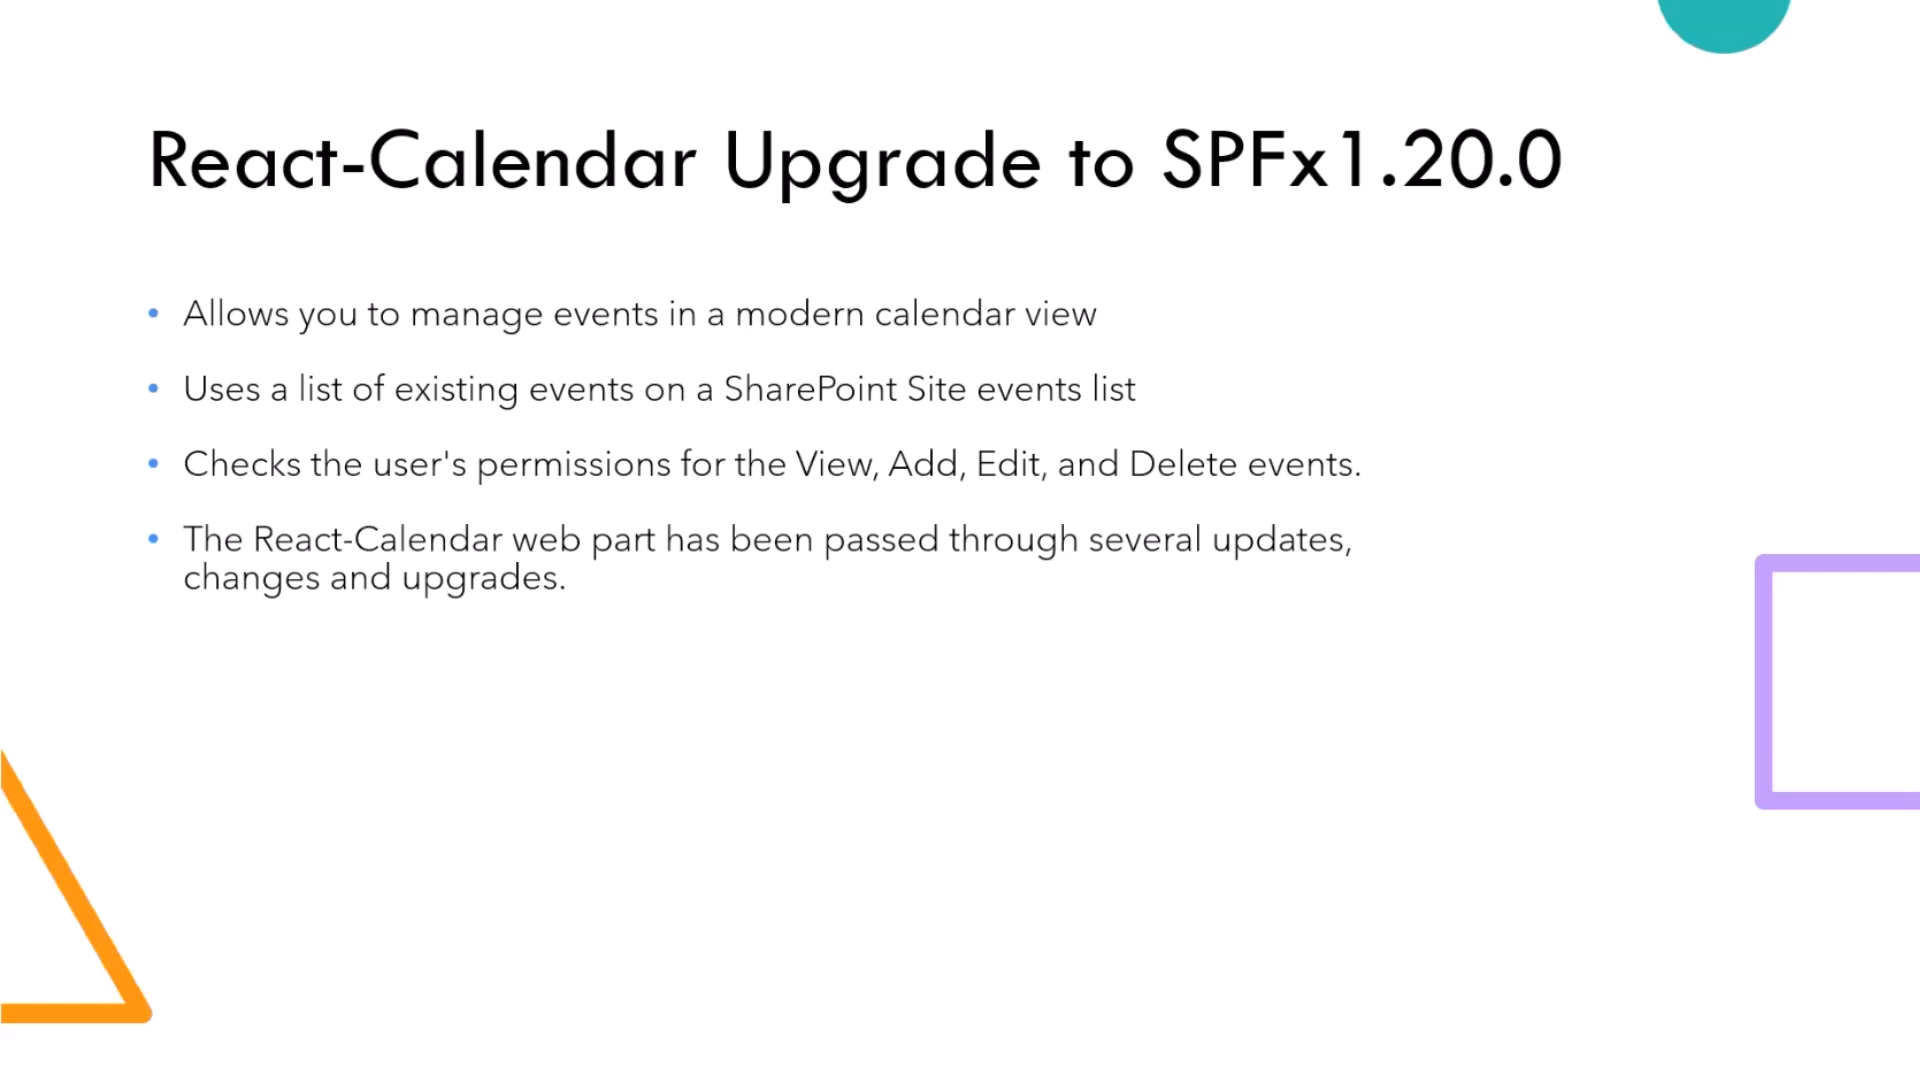 React-Calendar Upgrade to SPFx1.20.0
• Allows you to manage events in a modern calendar view
• Uses a list of existing events on a SharePoint Site events list
• Checks the user's permissions for the View, Add, Edit, and Delete events.
• The React-Calendar web part has been passed through several updates,
changes and upgrades.